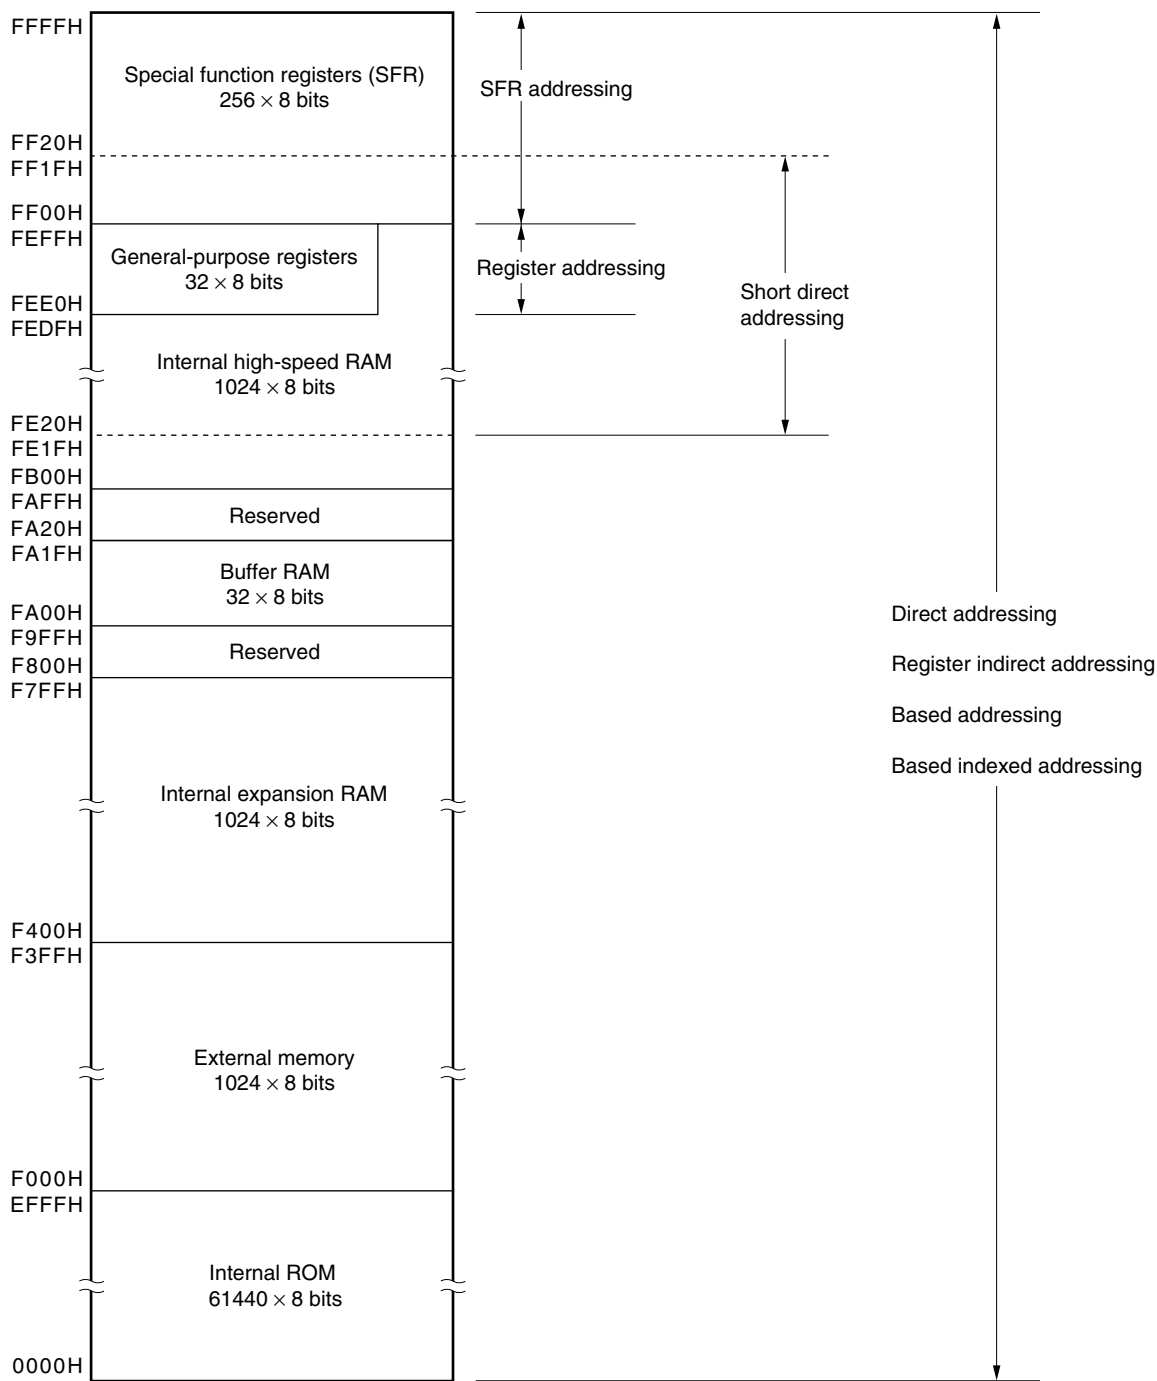 FFFFH
Special function registers (SFR)
256 × 8 bits
SFR addressing
FF20H
FF1FH
FF00H
FEFFH
General-purpose registers
32 × 8 bits
Register addressing
Short direct
addressing
FEE0H
FEDFH
Internal high-speed RAM
1024 × 8 bits
FE20H
FE1FH
FB00H
FAFFH
Reserved
FA20H
FA1FH
Buffer RAM
32 × 8 bits
FA00H
F9FFH
Reserved
F800H
F7FFH
Direct addressing
Register indirect addressing
Based addressing
Based indexed addressing
Internal expansion RAM
1024 × 8 bits
F400H
F3FFH
External memory
1024 × 8 bits
F000H
EFFFH
Internal ROM
61440 × 8 bits
0000H